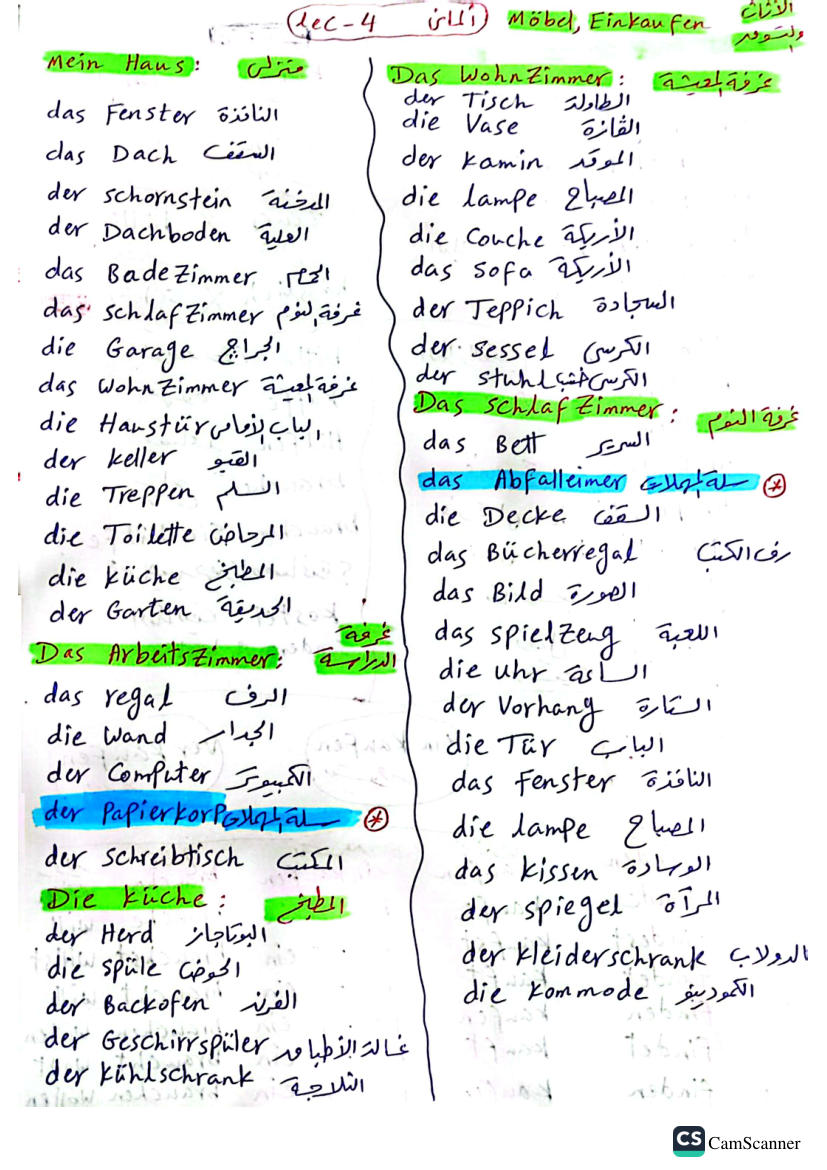 lec-4 ألماني Möbel, Einkaufen الأثاث والتسوق
Mein Haus: منزلي
das Fenster النافذة
das Dach السقف
der schornstein المدخنة
der Dachboden العلية
das BadeZimmer الحمام
das schlafZimmer غرفة النوم
die Garage الجراچ
das wohnZimmer غرفة المعيشة
die Haustür الباب الأمامي
der keller القبو
die Treppen السلم
die Toilette المرحاض
die küche المطبخ
der Garten الحديقة
Das ArbeitsZimmer: غرفة الدراسة
das regal الرف
die wand الجدار
der Computer الكمبيوتر
der Papierkorp سلة المهملات
der schreibtisch المكتب
Die küche: المطبخ
der Herd البوتاجاز
die spüle الحوض
der Backofen الفرن
der Geschirrspüler غسالة الأطباق
der kühlschrank الثلاجة
Das WohnZimmer: غرفة المعيشة
der Tisch الطاولة
die Vase الڤازة
der kamin الموقد
die lampe المصباح
die Couche الأريكة
das sofa الأريكة
der Teppich السجادة
der sessel الكرسي
der stuhl الكرسي خشب
Das schlafZimmer: غرفة النوم
das Bett السرير
das Abfalleimer سلة المهملات
die Decke السقف
das Bücherregal رف الكتب
das Bild الصورة
das spielzeug اللعبة
die uhr الساعة
der Vorhang الستارة
die Tür الباب
das fenster النافذة
die lampe المصباح
das kissen الوسادة
der spiegel المرآة
der kleiderschrank الدولاب
die kommode الكمودينو
CS CamScanner